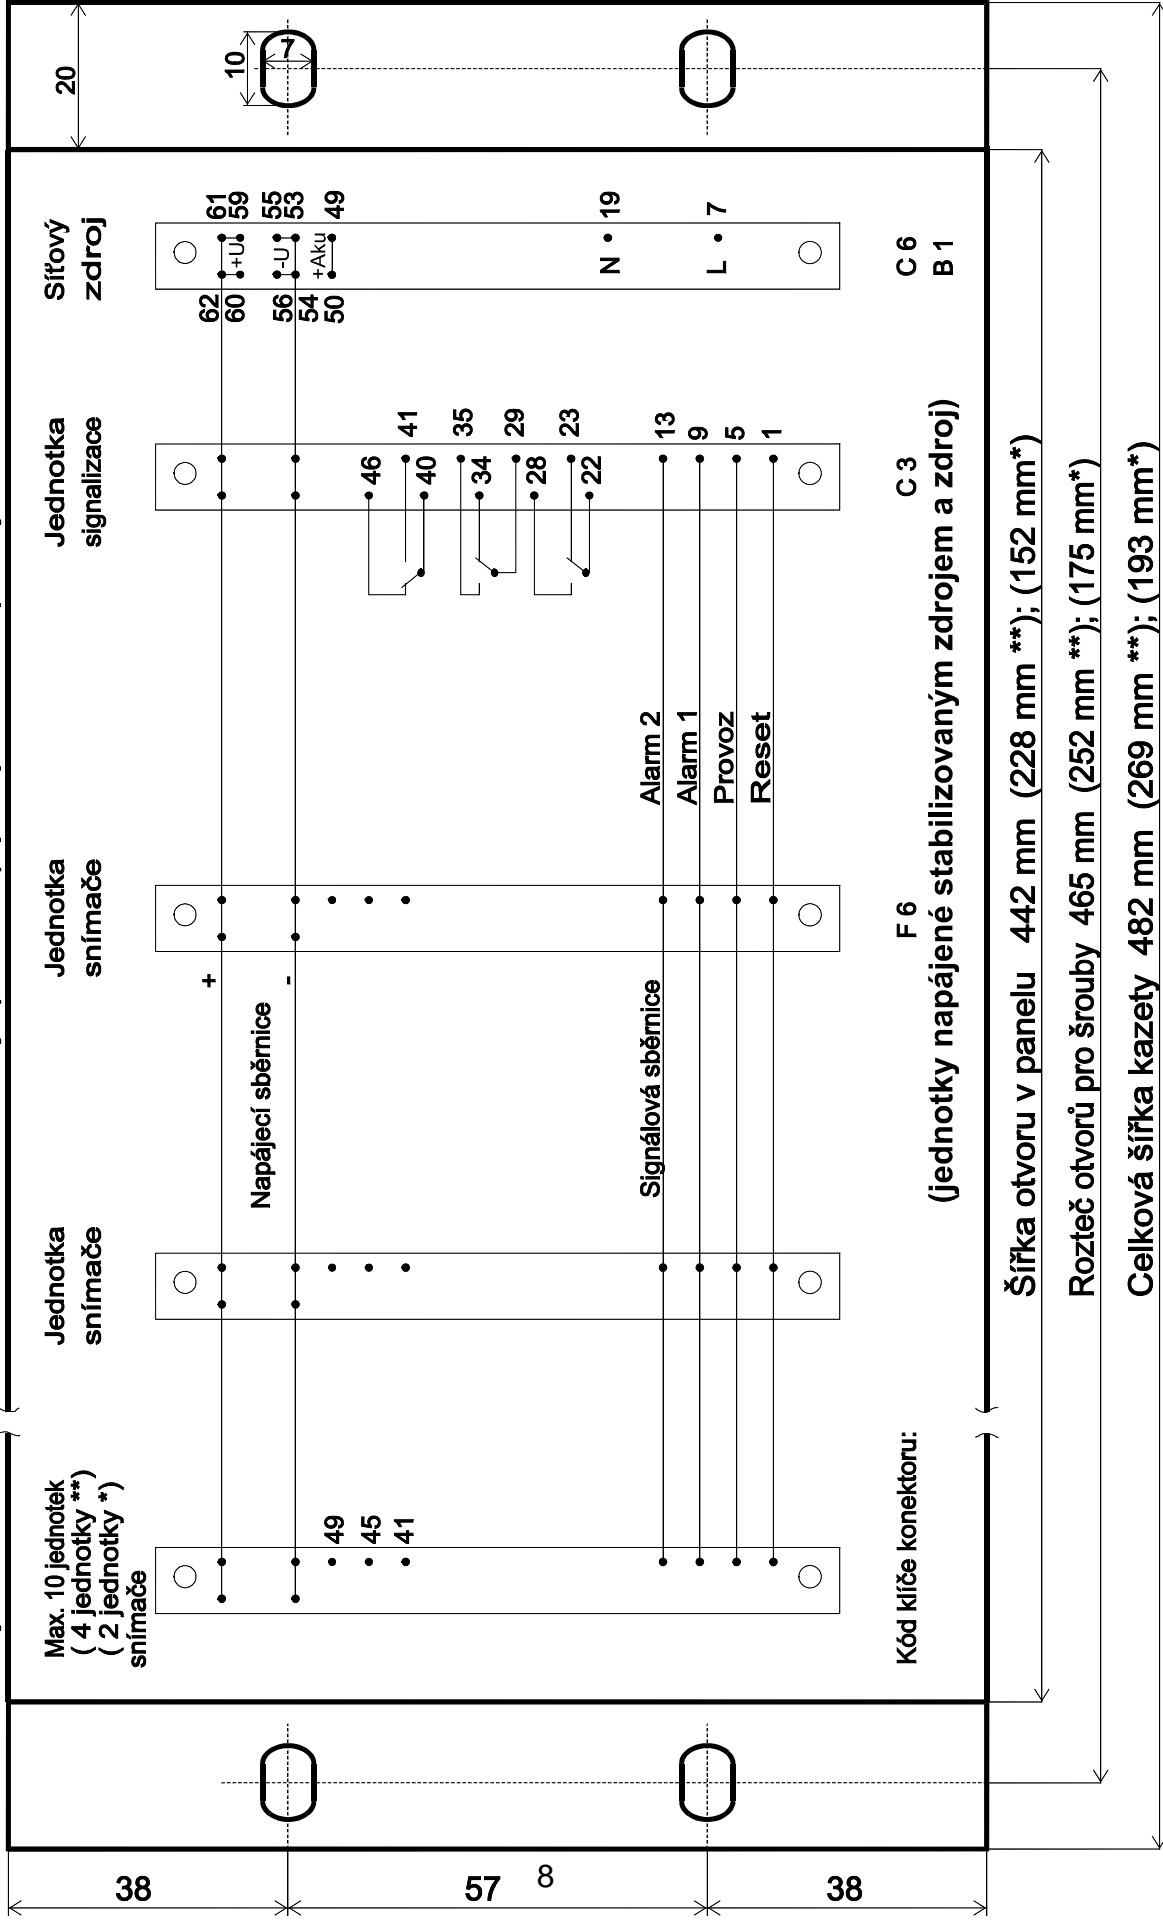 Max. 10 jednotek
( 4 jednotky **)
( 2 jednotky *)
snímače
Jednotka
snímače
Jednotka
snímače
Jednotka
signalizace
Síťový
zdroj
20
10
7
61
59
55
53
49
+U
-U
+Aku
62
60
56
54
50
N
19
L
7
46
41
40
35
34
29
28
23
22
13
9
5
1
+
-
Napájecí sběrnice
49
45
41
Signálová sběrnice
Alarm 2
Alarm 1
Provoz
Reset
Kód klíče konektoru:
F 6
C 3
C 6
B 1
(jednotky napájené stabilizovaným zdrojem a zdroj)
Šířka otvoru v panelu 442 mm (228 mm **); (152 mm*)
Rozteč otvorů pro šrouby 465 mm (252 mm **); (175 mm*)
Celková šířka kazety 482 mm (269 mm **); (193 mm*)
38
57
38
8